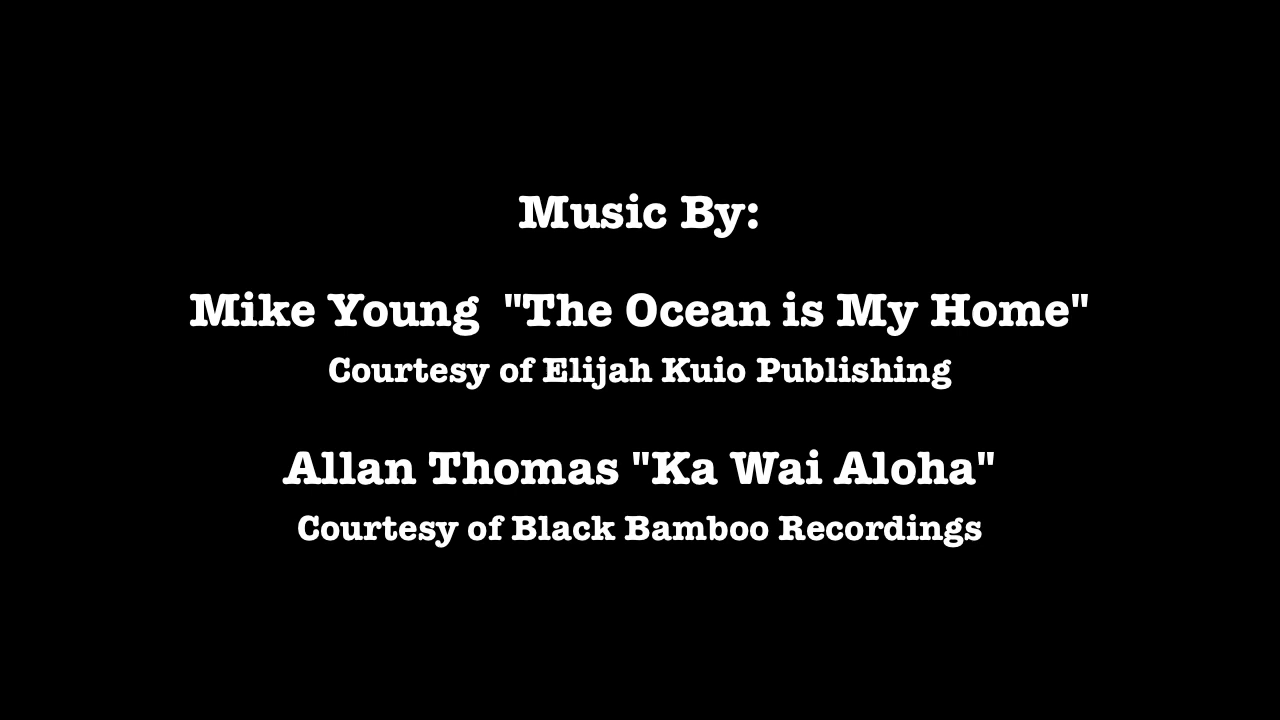 Music By:
Mike Young  "The Ocean is My Home"
Courtesy of Elijah Kuio Publishing
Allan Thomas "Ka Wai Aloha"
Courtesy of Black Bamboo Recordings